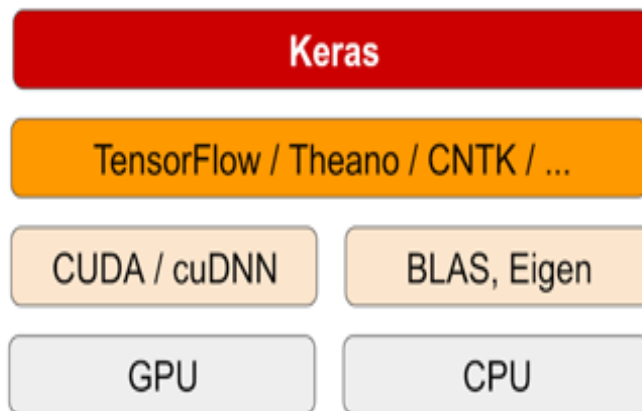 Keras
TensorFlow / Theano / CNTK / ...
CUDA / cuDNN
BLAS, Eigen
GPU
CPU